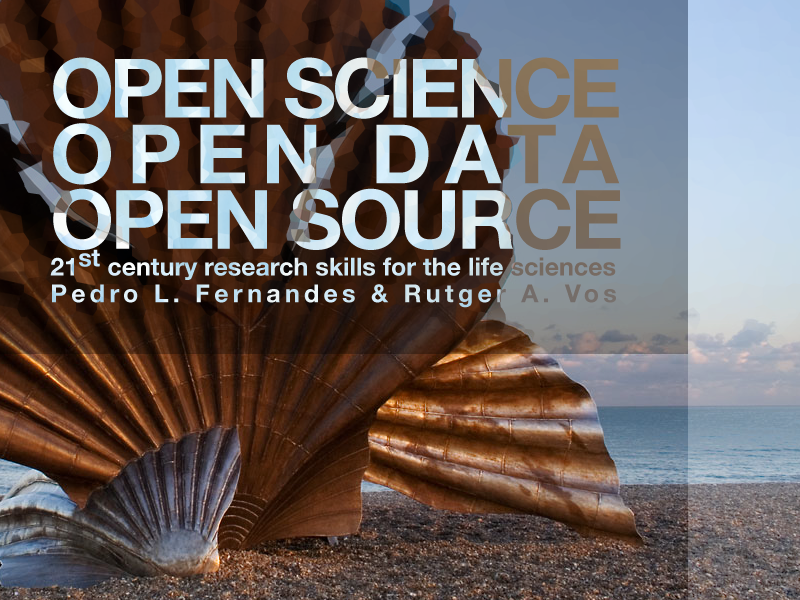 OPEN SCIENCE
OPEN DATA
OPEN SOURCE
21st century research skills for the life sciences
Pedro L. Fernandes & Rutger A. Vos